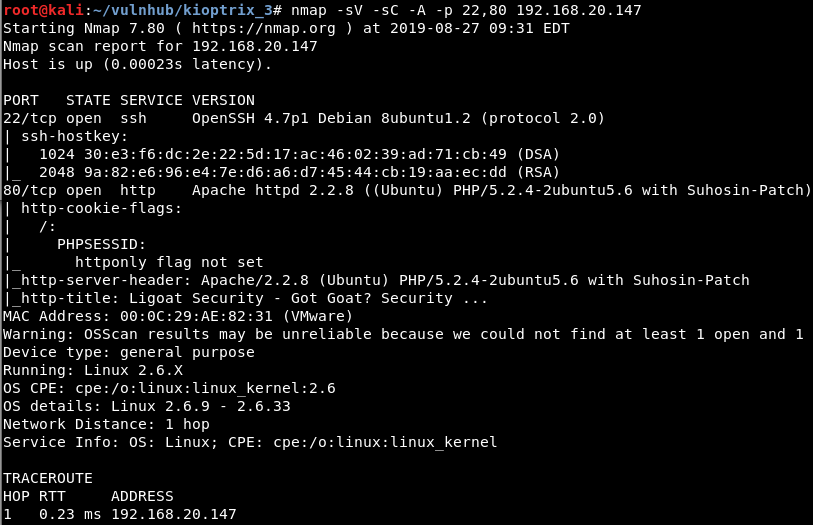 root@kali:~/vulnhub/kioptrix_3# nmap -sV -sC -A -p 22,80 192.168.20.147
Starting Nmap 7.80 ( https://nmap.org ) at 2019-08-27 09:31 EDT
Nmap scan report for 192.168.20.147
Host is up (0.00023s latency).

PORT   STATE SERVICE VERSION
22/tcp open  ssh     OpenSSH 4.7p1 Debian 8ubuntu1.2 (protocol 2.0)
| ssh-hostkey:
|   1024 30:e3:f6:dc:2e:22:5d:17:ac:46:02:39:ad:71:cb:49 (DSA)
|_  2048 9a:82:e6:96:e4:7e:d6:a6:d7:45:44:cb:19:aa:ec:dd (RSA)
80/tcp open  http    Apache httpd 2.2.8 ((Ubuntu) PHP/5.2.4-2ubuntu5.6 with Suhosin-Patch)
| http-cookie-flags:
|   /:
|     PHPSESSID:
|_      httponly flag not set
|_http-server-header: Apache/2.2.8 (Ubuntu) PHP/5.2.4-2ubuntu5.6 with Suhosin-Patch
|_http-title: Ligoat Security - Got Goat? Security ...
MAC Address: 00:0C:29:AE:82:31 (VMware)
Warning: OSScan results may be unreliable because we could not find at least 1 open and 1
Device type: general purpose
Running: Linux 2.6.X
OS CPE: cpe:/o:linux:linux_kernel:2.6
OS details: Linux 2.6.9 - 2.6.33
Network Distance: 1 hop
Service Info: OS: Linux; CPE: cpe:/o:linux:linux_kernel

TRACEROUTE
HOP RTT     ADDRESS
1   0.23 ms 192.168.20.147